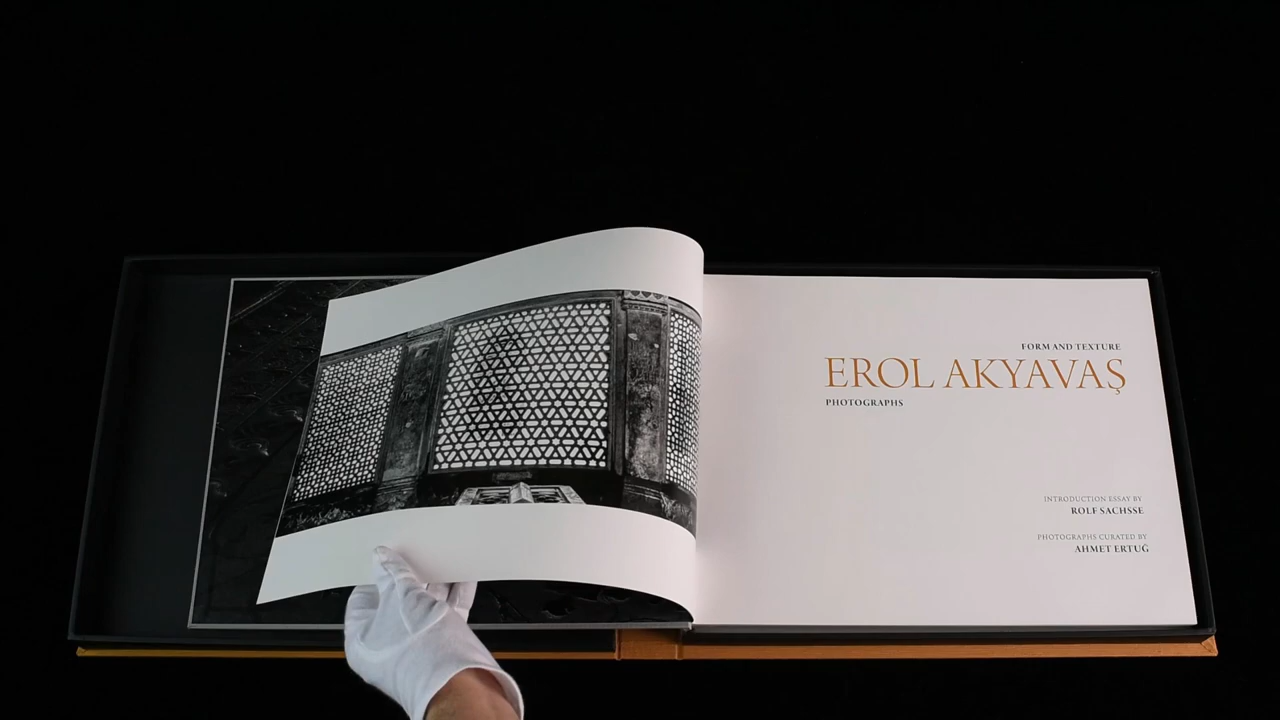 FORM AND TEXTURE
EROL AKYAVAŞ
PHOTOGRAPHS
INTRODUCTION ESSAY BY
ROLF SACHSSE
PHOTOGRAPHS CURATED BY
AHMET ERTUĞ